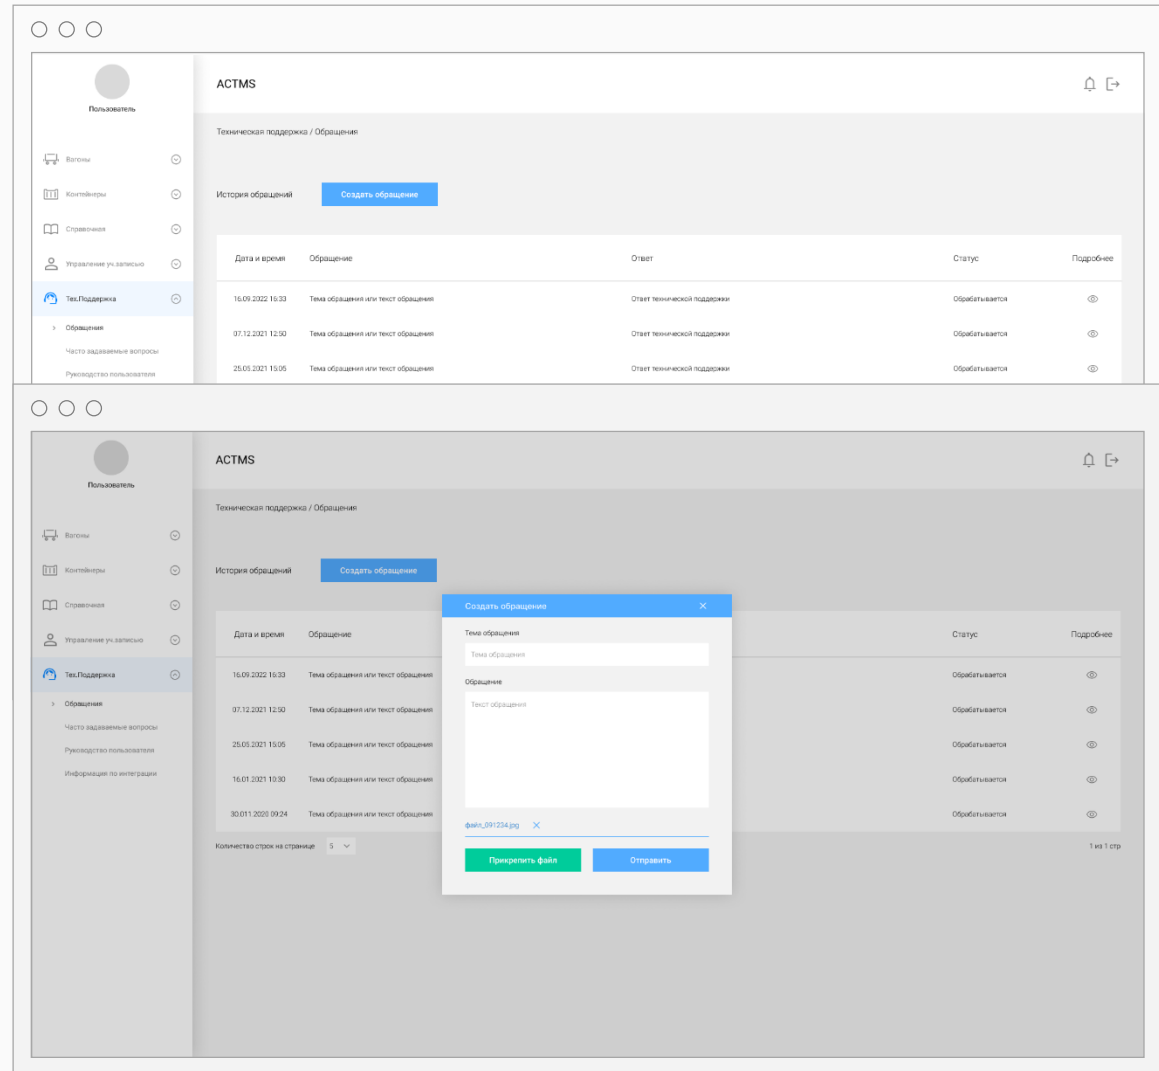 Пользователь
ACTMS
Техническая поддержка / Обращения
Вагоны
Контейнеры
Справочная
Управление уч.записью
Тех.Поддержка
Обращения
Часто задаваемые вопросы
Руководство пользователя
История обращений Создать обращение
Дата и время Обращение Ответ Статус Подробнее
16.09.2022 16:33 Тема обращения или текст обращения Ответ технической поддержки Обрабатывается
07.12.2021 12:50 Тема обращения или текст обращения Ответ технической поддержки Обрабатывается
25.05.2021 15:05 Тема обращения или текст обращения Ответ технической поддержки Обрабатывается
Пользователь
ACTMS
Техническая поддержка / Обращения
Вагоны
Контейнеры
Справочная
Управление уч.записью
Тех.Поддержка
Обращения
Часто задаваемые вопросы
Руководство пользователя
Информация по интеграции
История обращений Создать обращение
Дата и время Обращение Статус Подробнее
16.09.2022 16:33 Тема обращения или текст обращения Обрабатывается
07.12.2021 12:50 Тема обращения или текст обращения Обрабатывается
25.05.2021 15:05 Тема обращения или текст обращения Обрабатывается
16.01.2021 10:30 Тема обращения или текст обращения Обрабатывается
30.011.2020 09:24 Тема обращения или текст обращения Обрабатывается
Количество строк на странице 5 1 из 1 стр
Создать обращение
Тема обращения
Тема обращения
Обращение
Текст обращения
файл_091234.jpg
Прикрепить файл Отправить